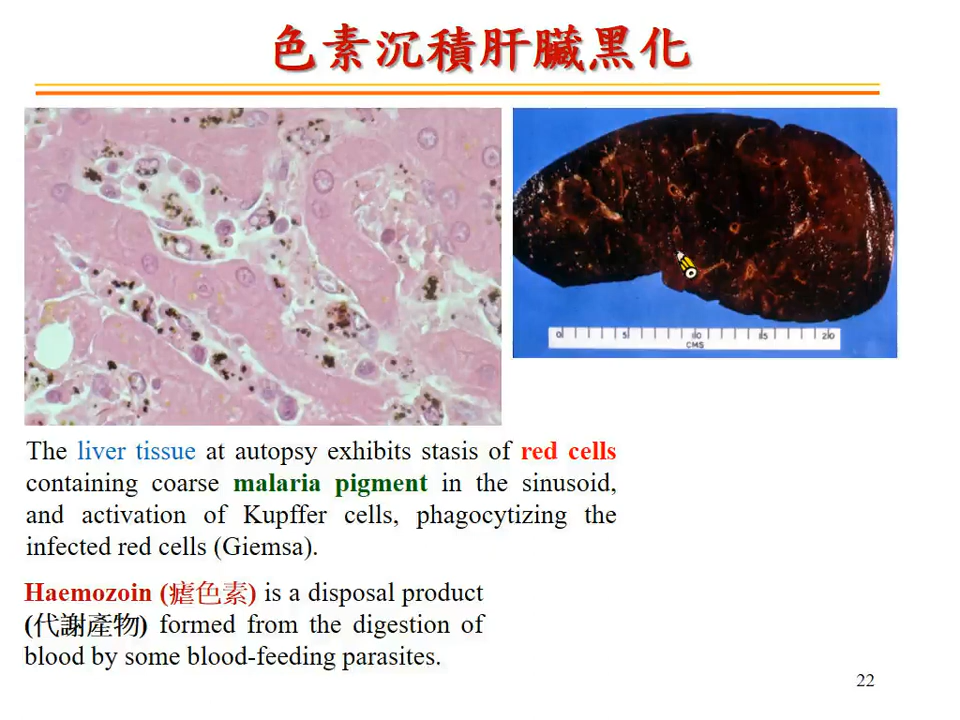 色素沉積肝臟黑化
0 5 10 15 20
CMS
The liver tissue at autopsy exhibits stasis of red cells
containing coarse malaria pigment in the sinusoid,
and activation of Kupffer cells, phagocytizing the
infected red cells (Giemsa).
Haemozoin (瘧色素) is a disposal product
(代謝產物) formed from the digestion of
blood by some blood-feeding parasites.
22